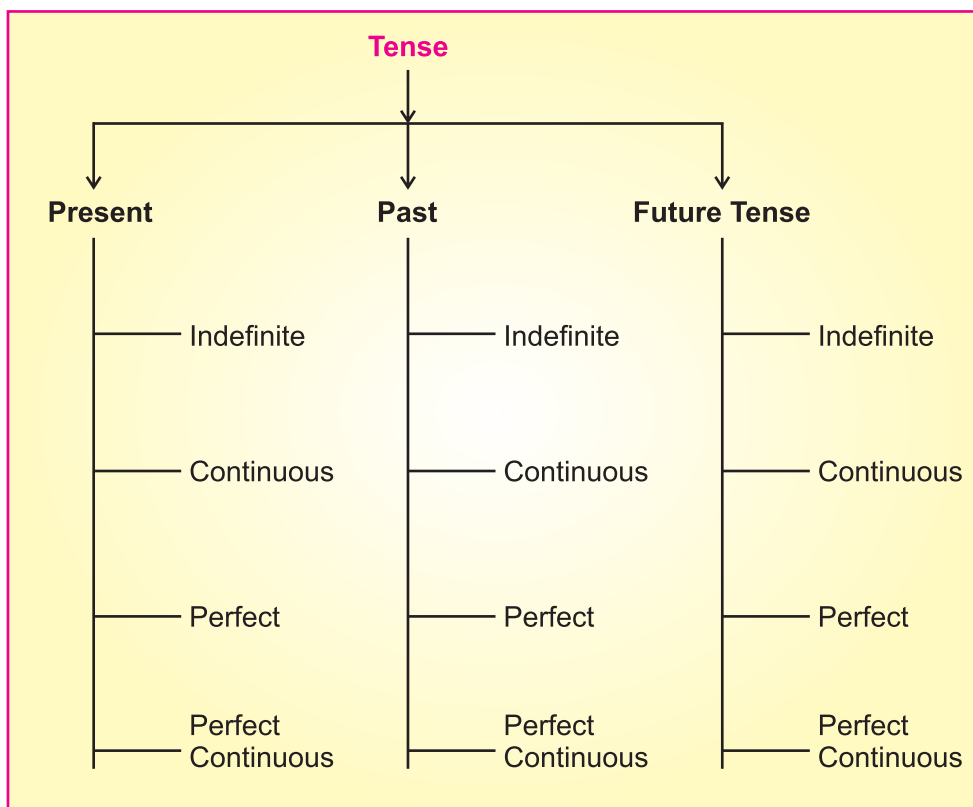 Tense
Present
Past
Future Tense
Indefinite
Indefinite
Indefinite
Continuous
Continuous
Continuous
Perfect
Perfect
Perfect
Perfect
Continuous
Perfect
Continuous
Perfect
Continuous